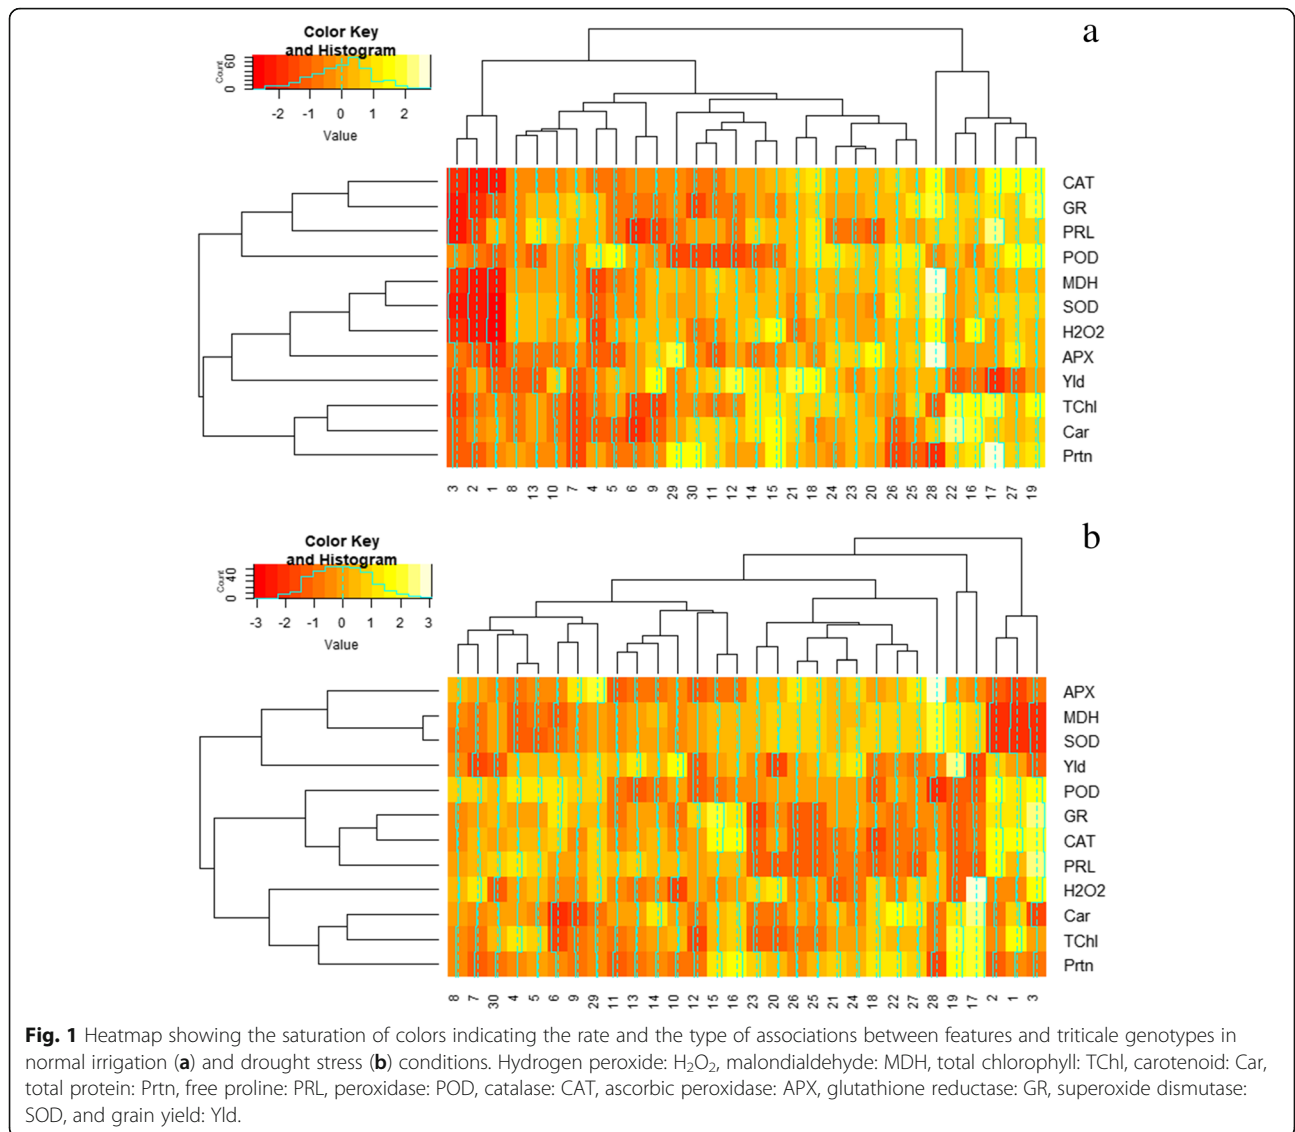 a
Color Key
and Histogram
Count
0 60
-2 -1 0 1 2
Value
CAT
GR
PRL
POD
MDH
SOD
H2O2
APX
Yld
TChl
Car
Prtn
3 2 1 8 13 10 7 4 5 6 9 29 30 11 12 14 15 21 18 24 23 20 26 25 28 22 16 17 27 19
b
Color Key
and Histogram
Count
0 40
-3 -2 -1 0 1 2 3
Value
APX
MDH
SOD
Yld
POD
GR
CAT
PRL
H2O2
Car
TChl
Prtn
8 7 30 4 5 6 9 29 11 13 14 10 12 15 16 23 20 26 25 21 24 18 22 27 28 19 17 2 1 3
Fig. 1 Heatmap showing the saturation of colors indicating the rate and the type of associations between features and triticale genotypes in
normal irrigation (a) and drought stress (b) conditions. Hydrogen peroxide: H₂O₂, malondialdehyde: MDH, total chlorophyll: TChl, carotenoid: Car,
total protein: Prtn, free proline: PRL, peroxidase: POD, catalase: CAT, ascorbic peroxidase: APX, glutathione reductase: GR, superoxide dismutase:
SOD, and grain yield: Yld.